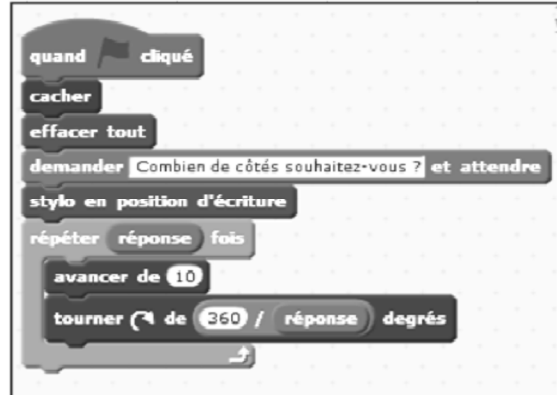 quand cliqué
cacher
effacer tout
demander Combien de côtés souhaitez-vous ? et attendre
stylo en position d'écriture
répéter réponse fois
avancer de 10
tourner de 360 / réponse degrés